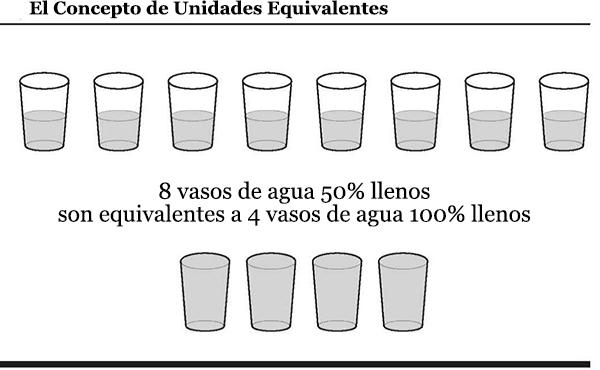 El Concepto de Unidades Equivalentes
8 vasos de agua 50% llenos
son equivalentes a 4 vasos de agua 100% llenos